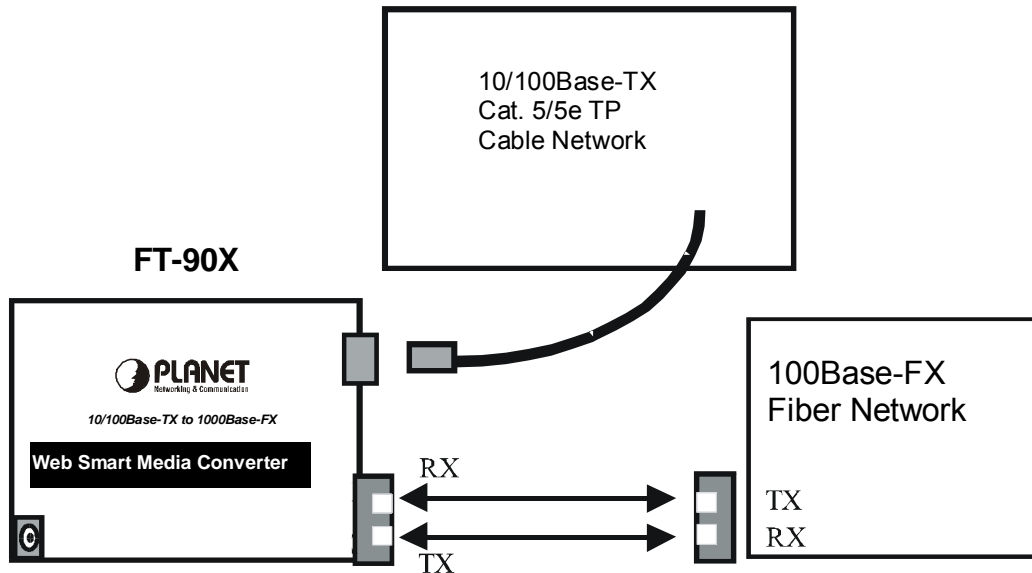 10/100Base-TX
Cat. 5/5e TP
Cable Network
FT-90X
PLANET
Networking & Communication
10/100Base-TX to 1000Base-FX
Web Smart Media Converter
100Base-FX
Fiber Network
RX
TX
TX
RX